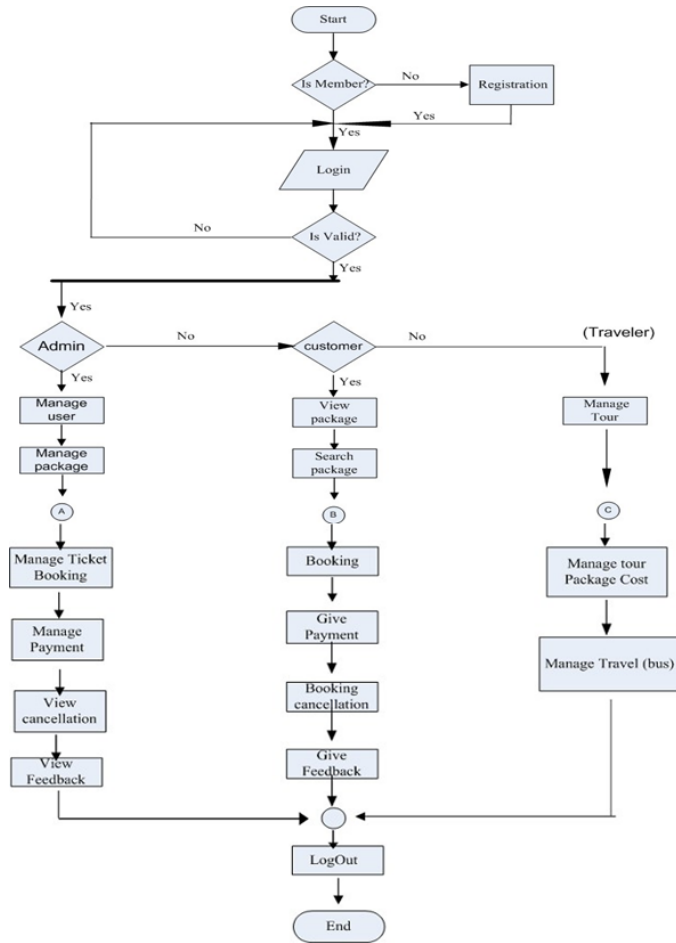 Start
Is Member?
No
Registration
Yes
Yes
Login
No
Is Valid?
Yes
Yes
Admin
No
customer
No
(Traveler)
Yes
Yes
Manage
user
View
package
Manage
Tour
Manage
package
Search
package
A
B
C
Manage Ticket
Booking
Booking
Manage tour
Package Cost
Manage
Payment
Give
Payment
Manage Travel (bus)
View
cancellation
Booking
cancellation
View
Feedback
Give
Feedback
LogOut
End